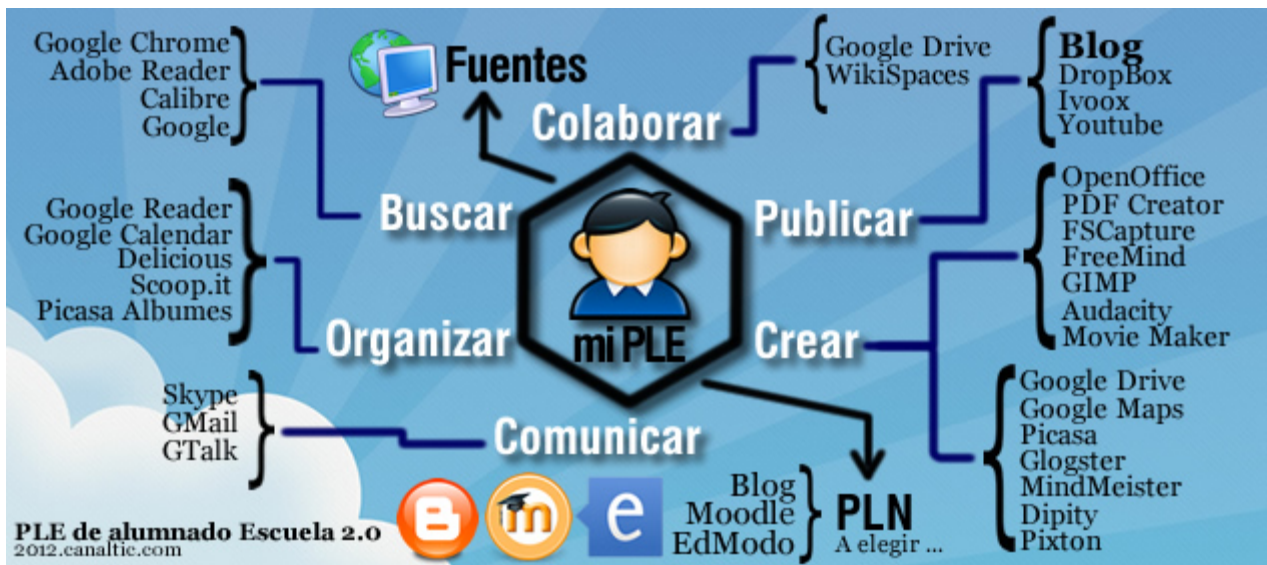 Google Chrome
Adobe Reader
Calibre
Google
Fuentes
Colaborar
Google Drive
WikiSpaces
Blog
DropBox
Ivoox
Youtube
Buscar
Publicar
Google Reader
Google Calendar
Delicious
Scoop.it
Picasa Albumes
OpenOffice
PDF Creator
FSCapture
FreeMind
GIMP
Audacity
Movie Maker
Organizar
mi PLE
Crear
Skype
GMail
GTalk
Comunicar
Google Drive
Google Maps
Picasa
Glogster
MindMeister
Dipity
Pixton
Blog
Moodle
EdModo
PLN
A elegir ...
m
e
PLE de alumnado Escuela 2.0
2012.canaltic.com